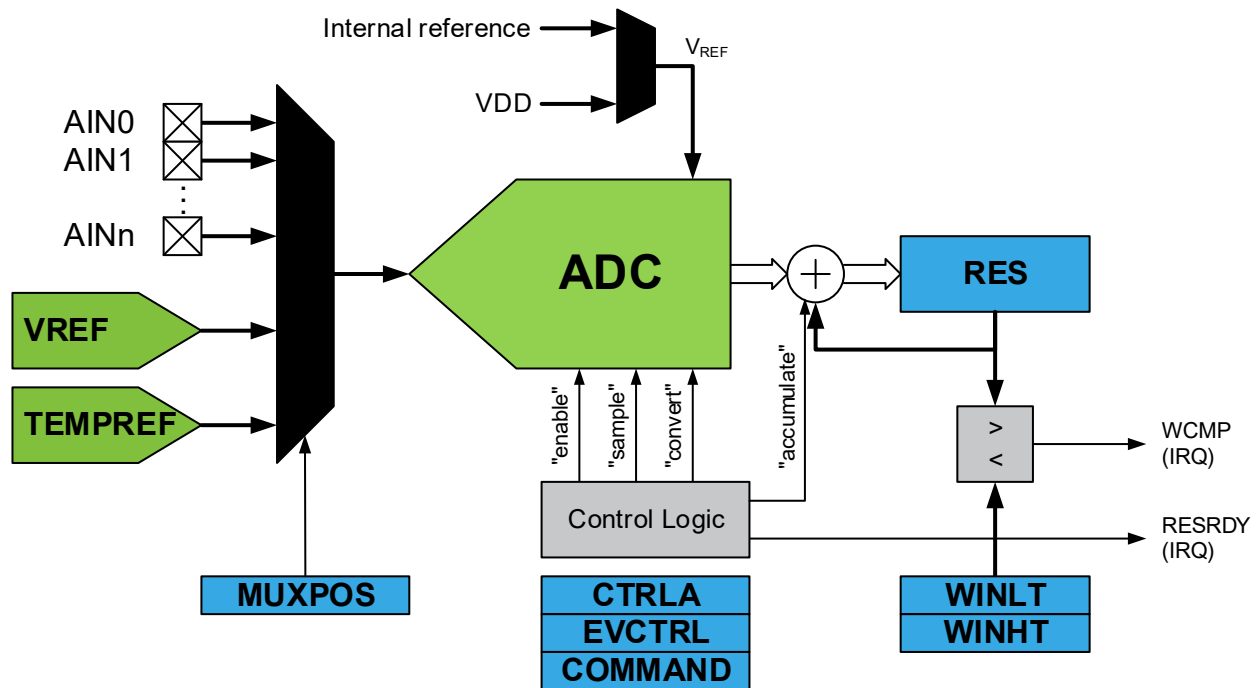 Internal reference
VREF
VDD
AIN0
AIN1
AINn
ADC
RES
VREF
TEMPREF
"enable"
"sample"
"convert"
"accumulate"
>
<
WCMP
(IRQ)
Control Logic
RESRDY
(IRQ)
MUXPOS
CTRLA
EVCTRL
COMMAND
WINLT
WINHT